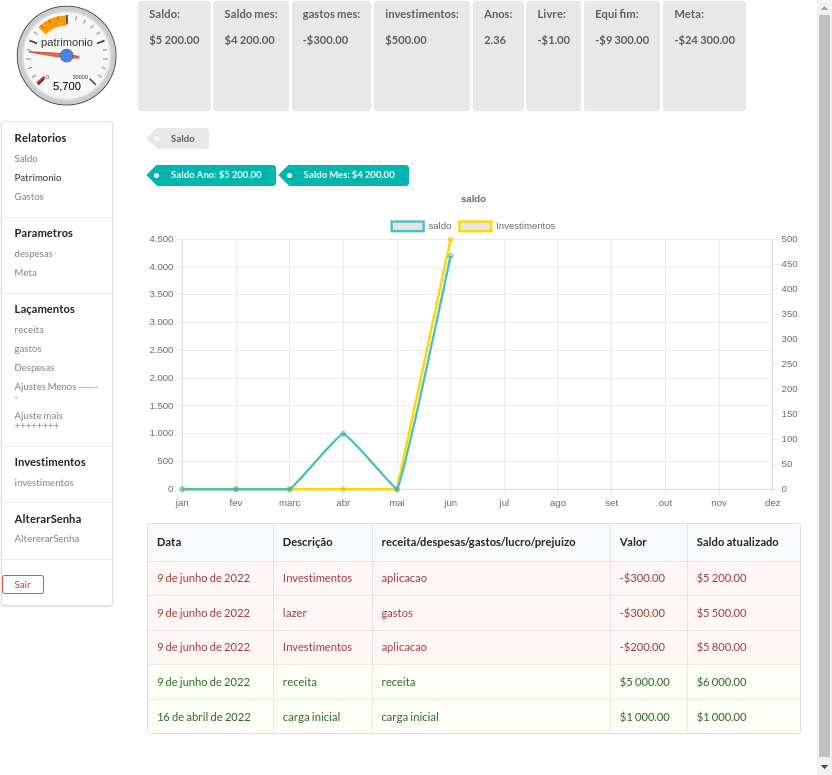 patrimonio
0
30000
5,700
Saldo:
$5 200.00
Saldo mes:
$4 200.00
gastos mes:
-$300.00
investimentos:
$500.00
Anos:
2.36
Livre:
-$1.00
Equi fim:
-$9 300.00
Meta:
-$24 300.00
Relatorios
Saldo
Patrimonio
Gastos
Parametros
despesas
Meta
Laçamentos
receita
gastos
Despesas
Ajustes Menos ------
-
Ajuste mais
++++++++
Investimentos
investimentos
AlterarSenha
AltererarSenha
Sair
Saldo
Saldo Ano: $5 200.00
Saldo Mes: $4 200.00
saldo
saldo
Investimentos
4.500
4.000
3.500
3.000
2.500
2.000
1.500
1.000
500
0
500
450
400
350
300
250
200
150
100
50
0
jan fev marc abr mai jun jul ago set out nov dez
Data Descrição receita/despesas/gastos/lucro/prejuizo Valor Saldo atualizado
9 de junho de 2022 Investimentos aplicacao -$300.00 $5 200.00
9 de junho de 2022 lazer gastos -$300.00 $5 500.00
9 de junho de 2022 Investimentos aplicacao -$200.00 $5 800.00
9 de junho de 2022 receita receita $5 000.00 $6 000.00
16 de abril de 2022 carga inicial carga inicial $1 000.00 $1 000.00